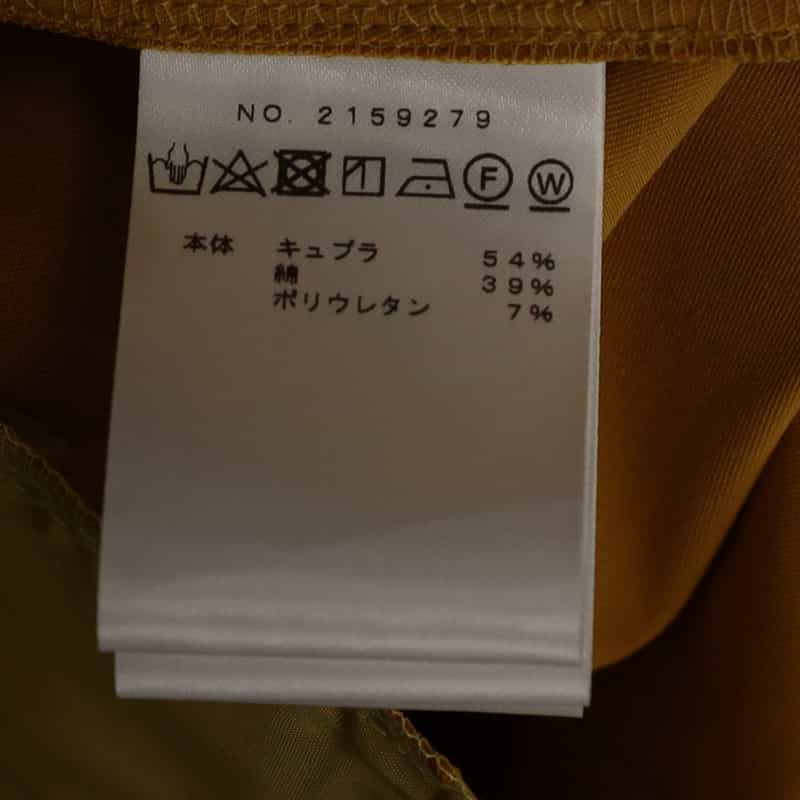 NO. 2159279
F W
本体 キュプラ 54%
綿 39%
ポリウレタン 7%